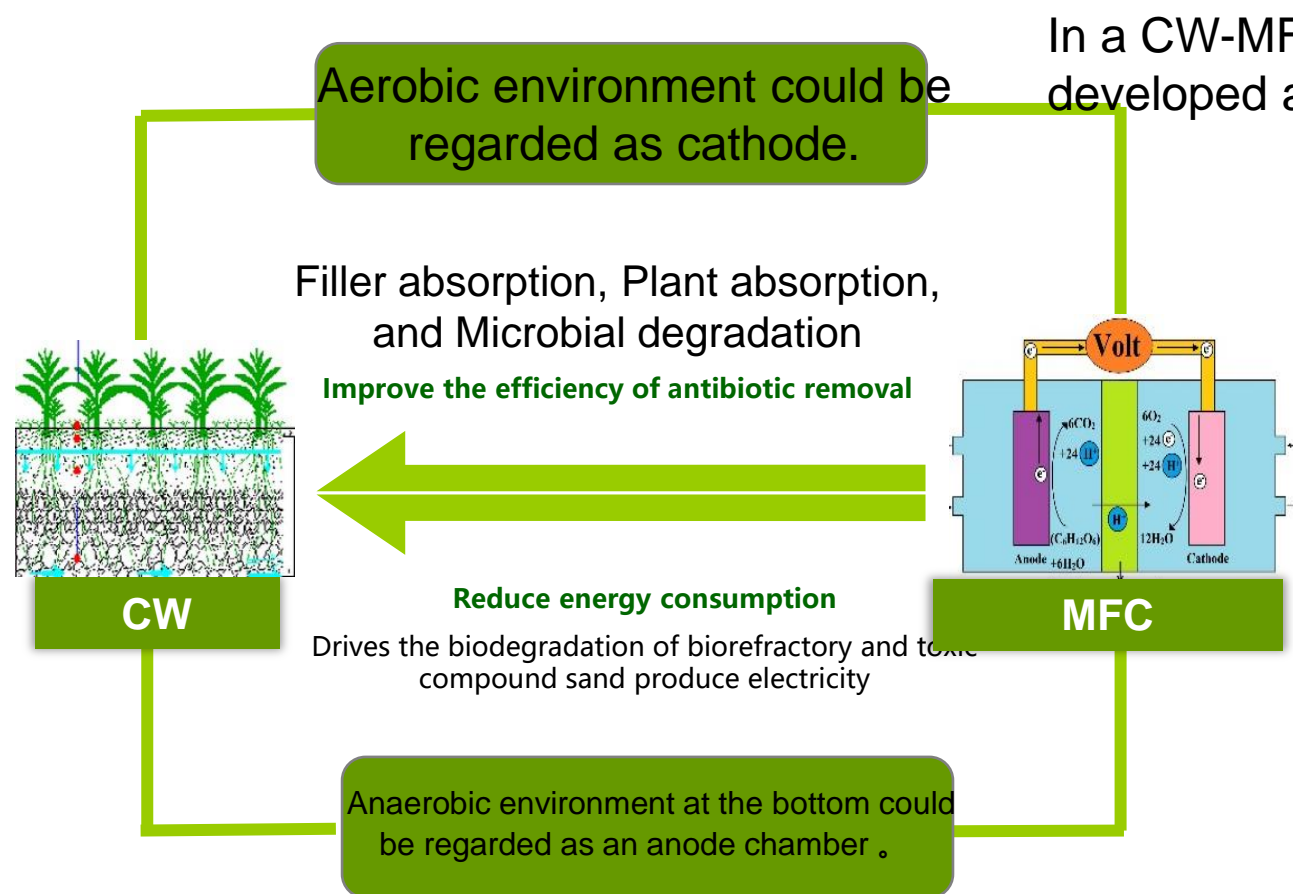 In a CW-MF
developed a
Aerobic environment could be
regarded as cathode.
Filler absorption, Plant absorption,
and Microbial degradation
Improve the efficiency of antibiotic removal
Volt
e⁻
e⁻
6CO₂
+24 H⁺
6O₂
+24 e⁻
+24 H⁺
e⁻
e⁻
H⁺
(C₆H₁₂O₆)
+6H₂O
12H₂O
Anode
Cathode
CW
MFC
Reduce energy consumption
Drives the biodegradation of biorefractory and toxic
compound sand produce electricity
Anaerobic environment at the bottom could
be regarded as an anode chamber 。